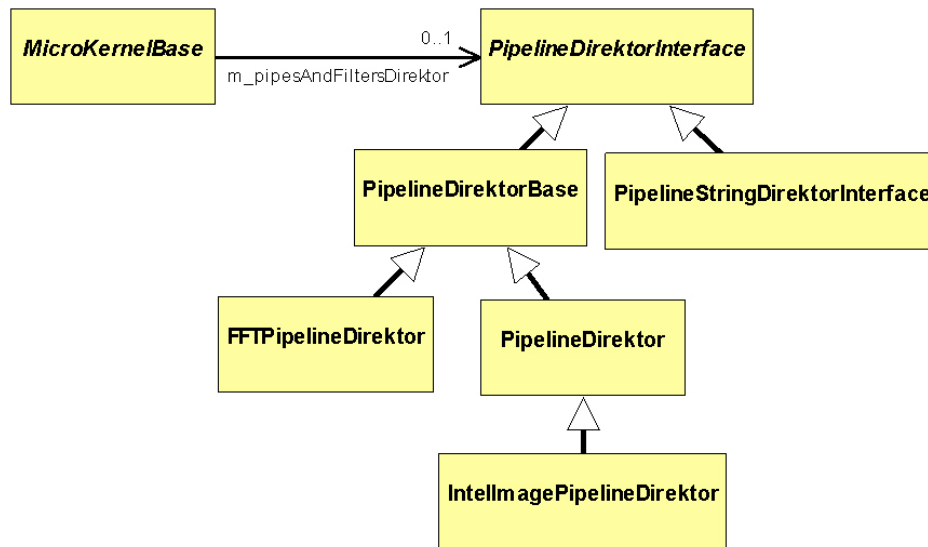 MicroKernelBase
0..1
m_pipesAndFiltersDirektor
PipelineDirektorInterface
PipelineDirektorBase
PipelineStringDirektorInterface
FFTPipelineDirektor
PipelineDirektor
IntelImagePipelineDirektor